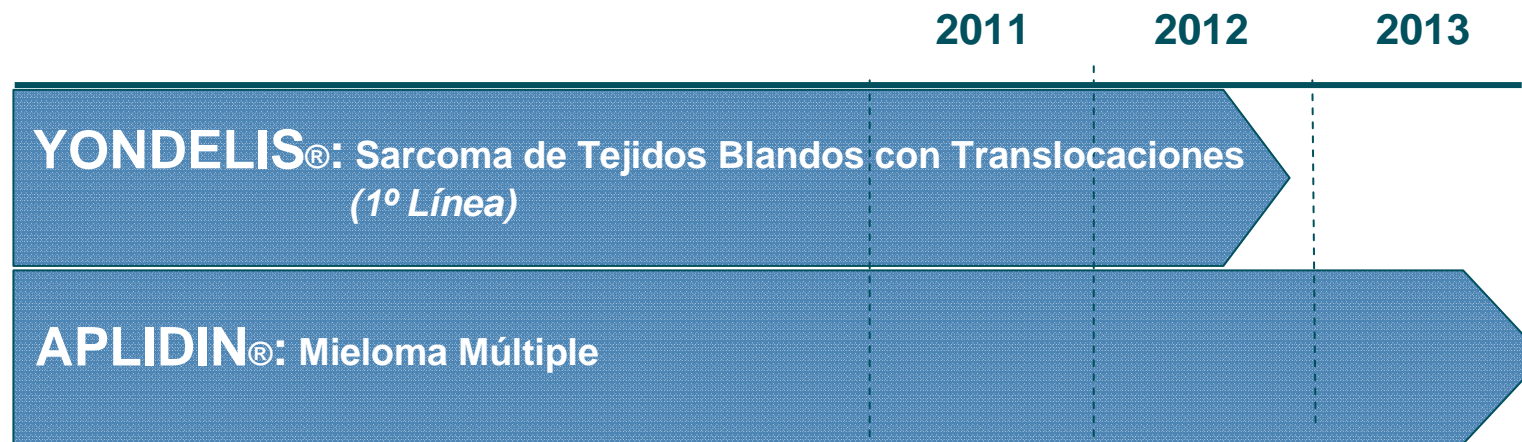 2011 2012 2013
YONDELIS®: Sarcoma de Tejidos Blandos con Translocaciones
(1º Línea)
APLIDIN®: Mieloma Múltiple